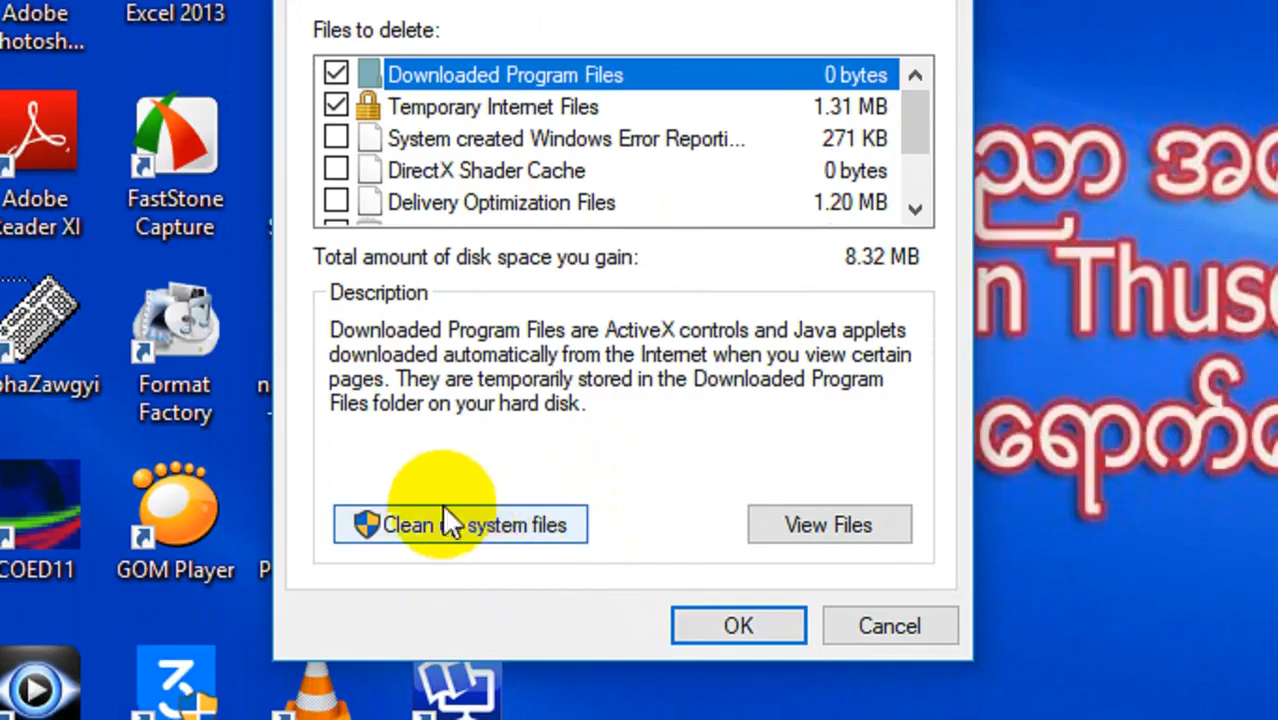 Adobe
hotosh...
Excel 2013
Files to delete:
Downloaded Program Files 0 bytes
Temporary Internet Files 1.31 MB
System created Windows Error Reporti... 271 KB
DirectX Shader Cache 0 bytes
Delivery Optimization Files 1.20 MB
Total amount of disk space you gain: 8.32 MB
Description
Downloaded Program Files are ActiveX controls and Java applets
downloaded automatically from the Internet when you view certain
pages. They are temporarily stored in the Downloaded Program
Files folder on your hard disk.
Clean system files
View Files
OK
Cancel
Adobe
eader XI
FastStone
Capture
phaZawgyi
Format
Factory
COED11
GOM Player
P
ညာ အ
n Thus
ရောက်